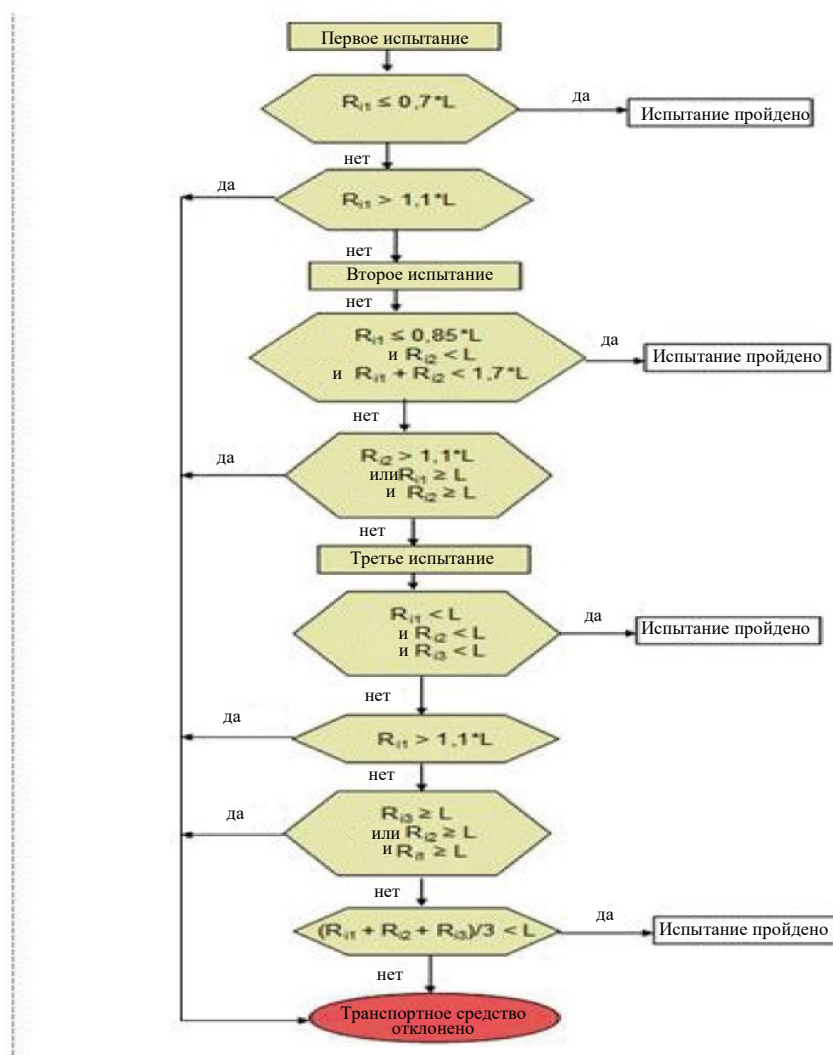 Первое испытание
R_i1 ≤ 0,7*L
да
Испытание пройдено
нет
да
R_i1 > 1,1*L
нет
Второе испытание
нет
R_i1 ≤ 0,85*L
и R_i2 < L
и R_i1 + R_i2 < 1,7*L
да
Испытание пройдено
нет
да
R_i2 > 1,1*L
или R_i1 ≥ L
и R_i2 ≥ L
нет
Третье испытание
R_i1 < L
и R_i2 < L
и R_i3 < L
да
Испытание пройдено
нет
да
R_i1 > 1,1*L
нет
да
R_i3 ≥ L
или R_i2 ≥ L
и R_i1 ≥ L
нет
(R_i1 + R_i2 + R_i3)/3 < L
да
Испытание пройдено
нет
Транспортное средство
отклонено